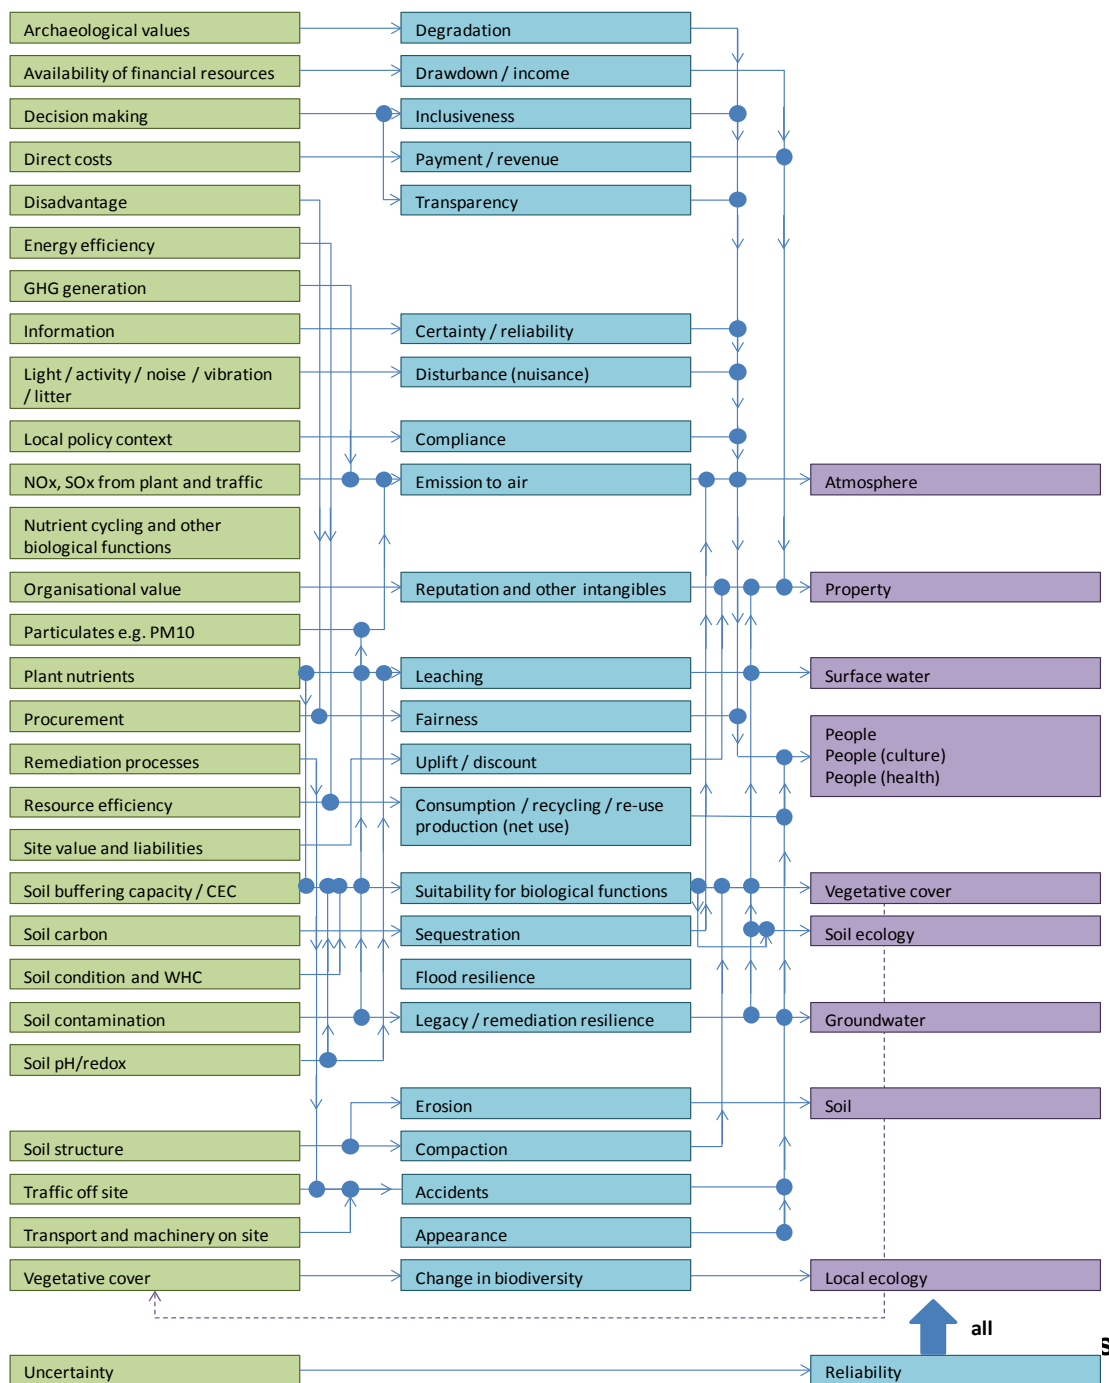 Archaeological values
Degradation
Availability of financial resources
Drawdown / income
Decision making
Inclusiveness
Direct costs
Payment / revenue
Disadvantage
Transparency
Energy efficiency
GHG generation
Information
Certainty / reliability
Light / activity / noise / vibration
/ litter
Disturbance (nuisance)
Local policy context
Compliance
NOx, SOx from plant and traffic
Emission to air
Atmosphere
Nutrient cycling and other
biological functions
Organisational value
Reputation and other intangibles
Property
Particulates e.g. PM10
Plant nutrients
Leaching
Surface water
Procurement
Fairness
People
People (culture)
People (health)
Remediation processes
Uplift / discount
Resource efficiency
Consumption / recycling / re-use
production (net use)
Site value and liabilities
Soil buffering capacity / CEC
Suitability for biological functions
Vegetative cover
Soil carbon
Sequestration
Soil ecology
Soil condition and WHC
Flood resilience
Soil contamination
Legacy / remediation resilience
Groundwater
Soil pH/redox
Erosion
Soil
Soil structure
Compaction
Traffic off site
Accidents
Transport and machinery on site
Appearance
Vegetative cover
Change in biodiversity
Local ecology
all
s
Uncertainty
Reliability